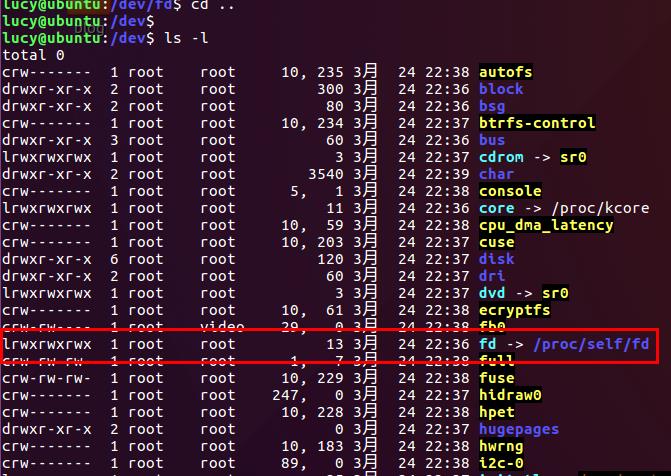 lucy@ubuntu:/dev/fd$ cd ..
lucy@ubuntu:/dev$
lucy@ubuntu:/dev$ ls -l
total 0
crw------- 1 root root 10, 235 3月 24 22:38 autofs
drwxr-xr-x 2 root root 300 3月 24 22:36 block
drwxr-xr-x 2 root root 80 3月 24 22:36 bsg
crw------- 1 root root 10, 234 3月 24 22:37 btrfs-control
drwxr-xr-x 3 root root 60 3月 24 22:36 bus
lrwxrwxrwx 1 root root 3 3月 24 22:37 cdrom -> sr0
drwxr-xr-x 2 root root 3540 3月 24 22:39 char
crw------- 1 root root 5, 1 3月 24 22:38 console
lrwxrwxrwx 1 root root 11 3月 24 22:36 core -> /proc/kcore
crw------- 1 root root 10, 59 3月 24 22:38 cpu_dma_latency
crw------- 1 root root 10, 203 3月 24 22:37 cuse
drwxr-xr-x 6 root root 120 3月 24 22:37 disk
drwxr-xr-x 2 root root 60 3月 24 22:37 dri
lrwxrwxrwx 1 root root 3 3月 24 22:37 dvd -> sr0
crw------- 1 root root 10, 61 3月 24 22:38 ecryptfs
crw-rw---- 1 root video 29, 0 3月 24 22:38 fb0
lrwxrwxrwx 1 root root 13 3月 24 22:36 fd -> /proc/self/fd
crw-rw-rw- 1 root root 1, 7 3月 24 22:38 full
crw-rw-rw- 1 root root 10, 229 3月 24 22:38 fuse
crw------- 1 root root 247, 0 3月 24 22:37 hidraw0
crw------- 1 root root 10, 228 3月 24 22:38 hpet
drwxr-xr-x 2 root root 0 3月 24 22:37 hugepages
crw------- 1 root root 10, 183 3月 24 22:38 hwrng
crw------- 1 root root 89, 0 3月 24 22:38 i2c-0